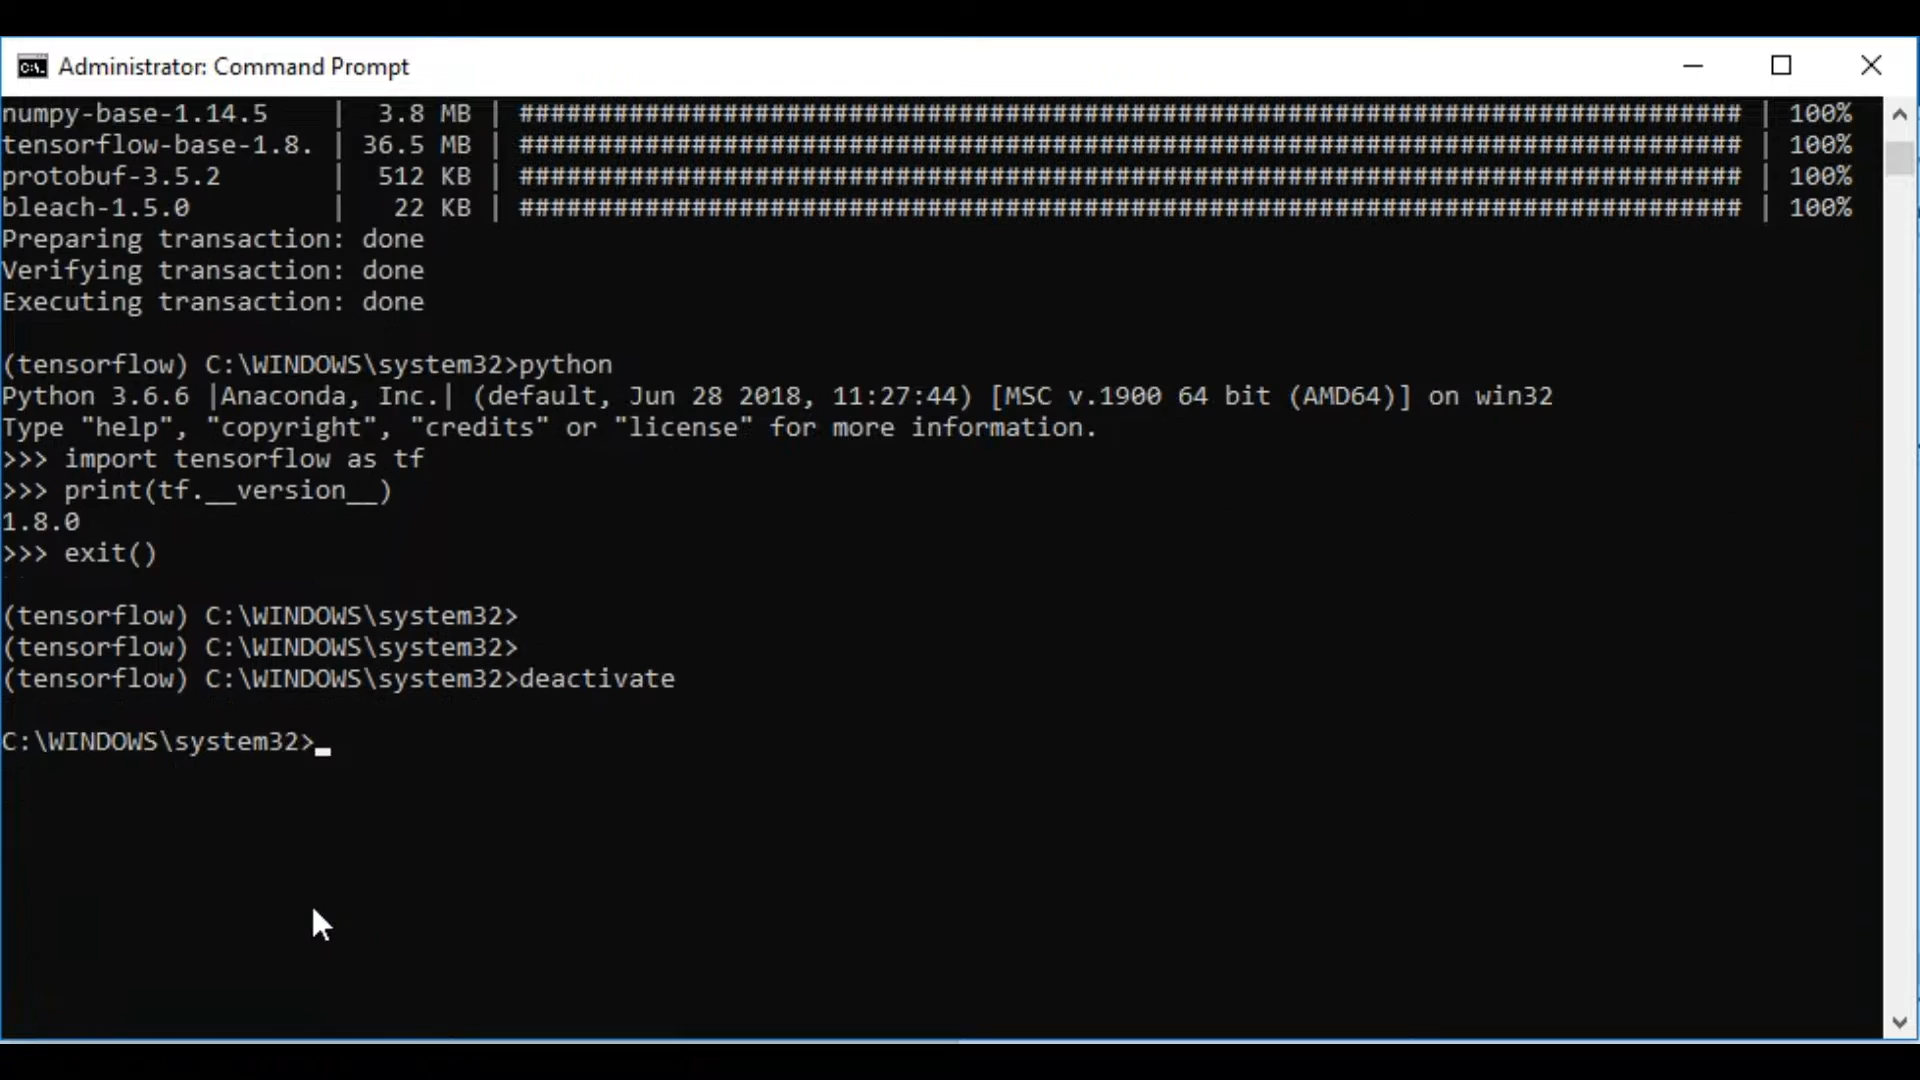 Administrator: Command Prompt
numpy-base-1.14.5 | 3.8 MB | ############################################################################## | 100%
tensorflow-base-1.8. | 36.5 MB | ############################################################################## | 100%
protobuf-3.5.2 | 512 KB | ############################################################################## | 100%
bleach-1.5.0 | 22 KB | ############################################################################## | 100%
Preparing transaction: done
Verifying transaction: done
Executing transaction: done
(tensorflow) C:\WINDOWS\system32>python
Python 3.6.6 |Anaconda, Inc.| (default, Jun 28 2018, 11:27:44) [MSC v.1900 64 bit (AMD64)] on win32
Type "help", "copyright", "credits" or "license" for more information.
>>> import tensorflow as tf
>>> print(tf.__version__)
1.8.0
>>> exit()
(tensorflow) C:\WINDOWS\system32>
(tensorflow) C:\WINDOWS\system32>
(tensorflow) C:\WINDOWS\system32>deactivate
C:\WINDOWS\system32>